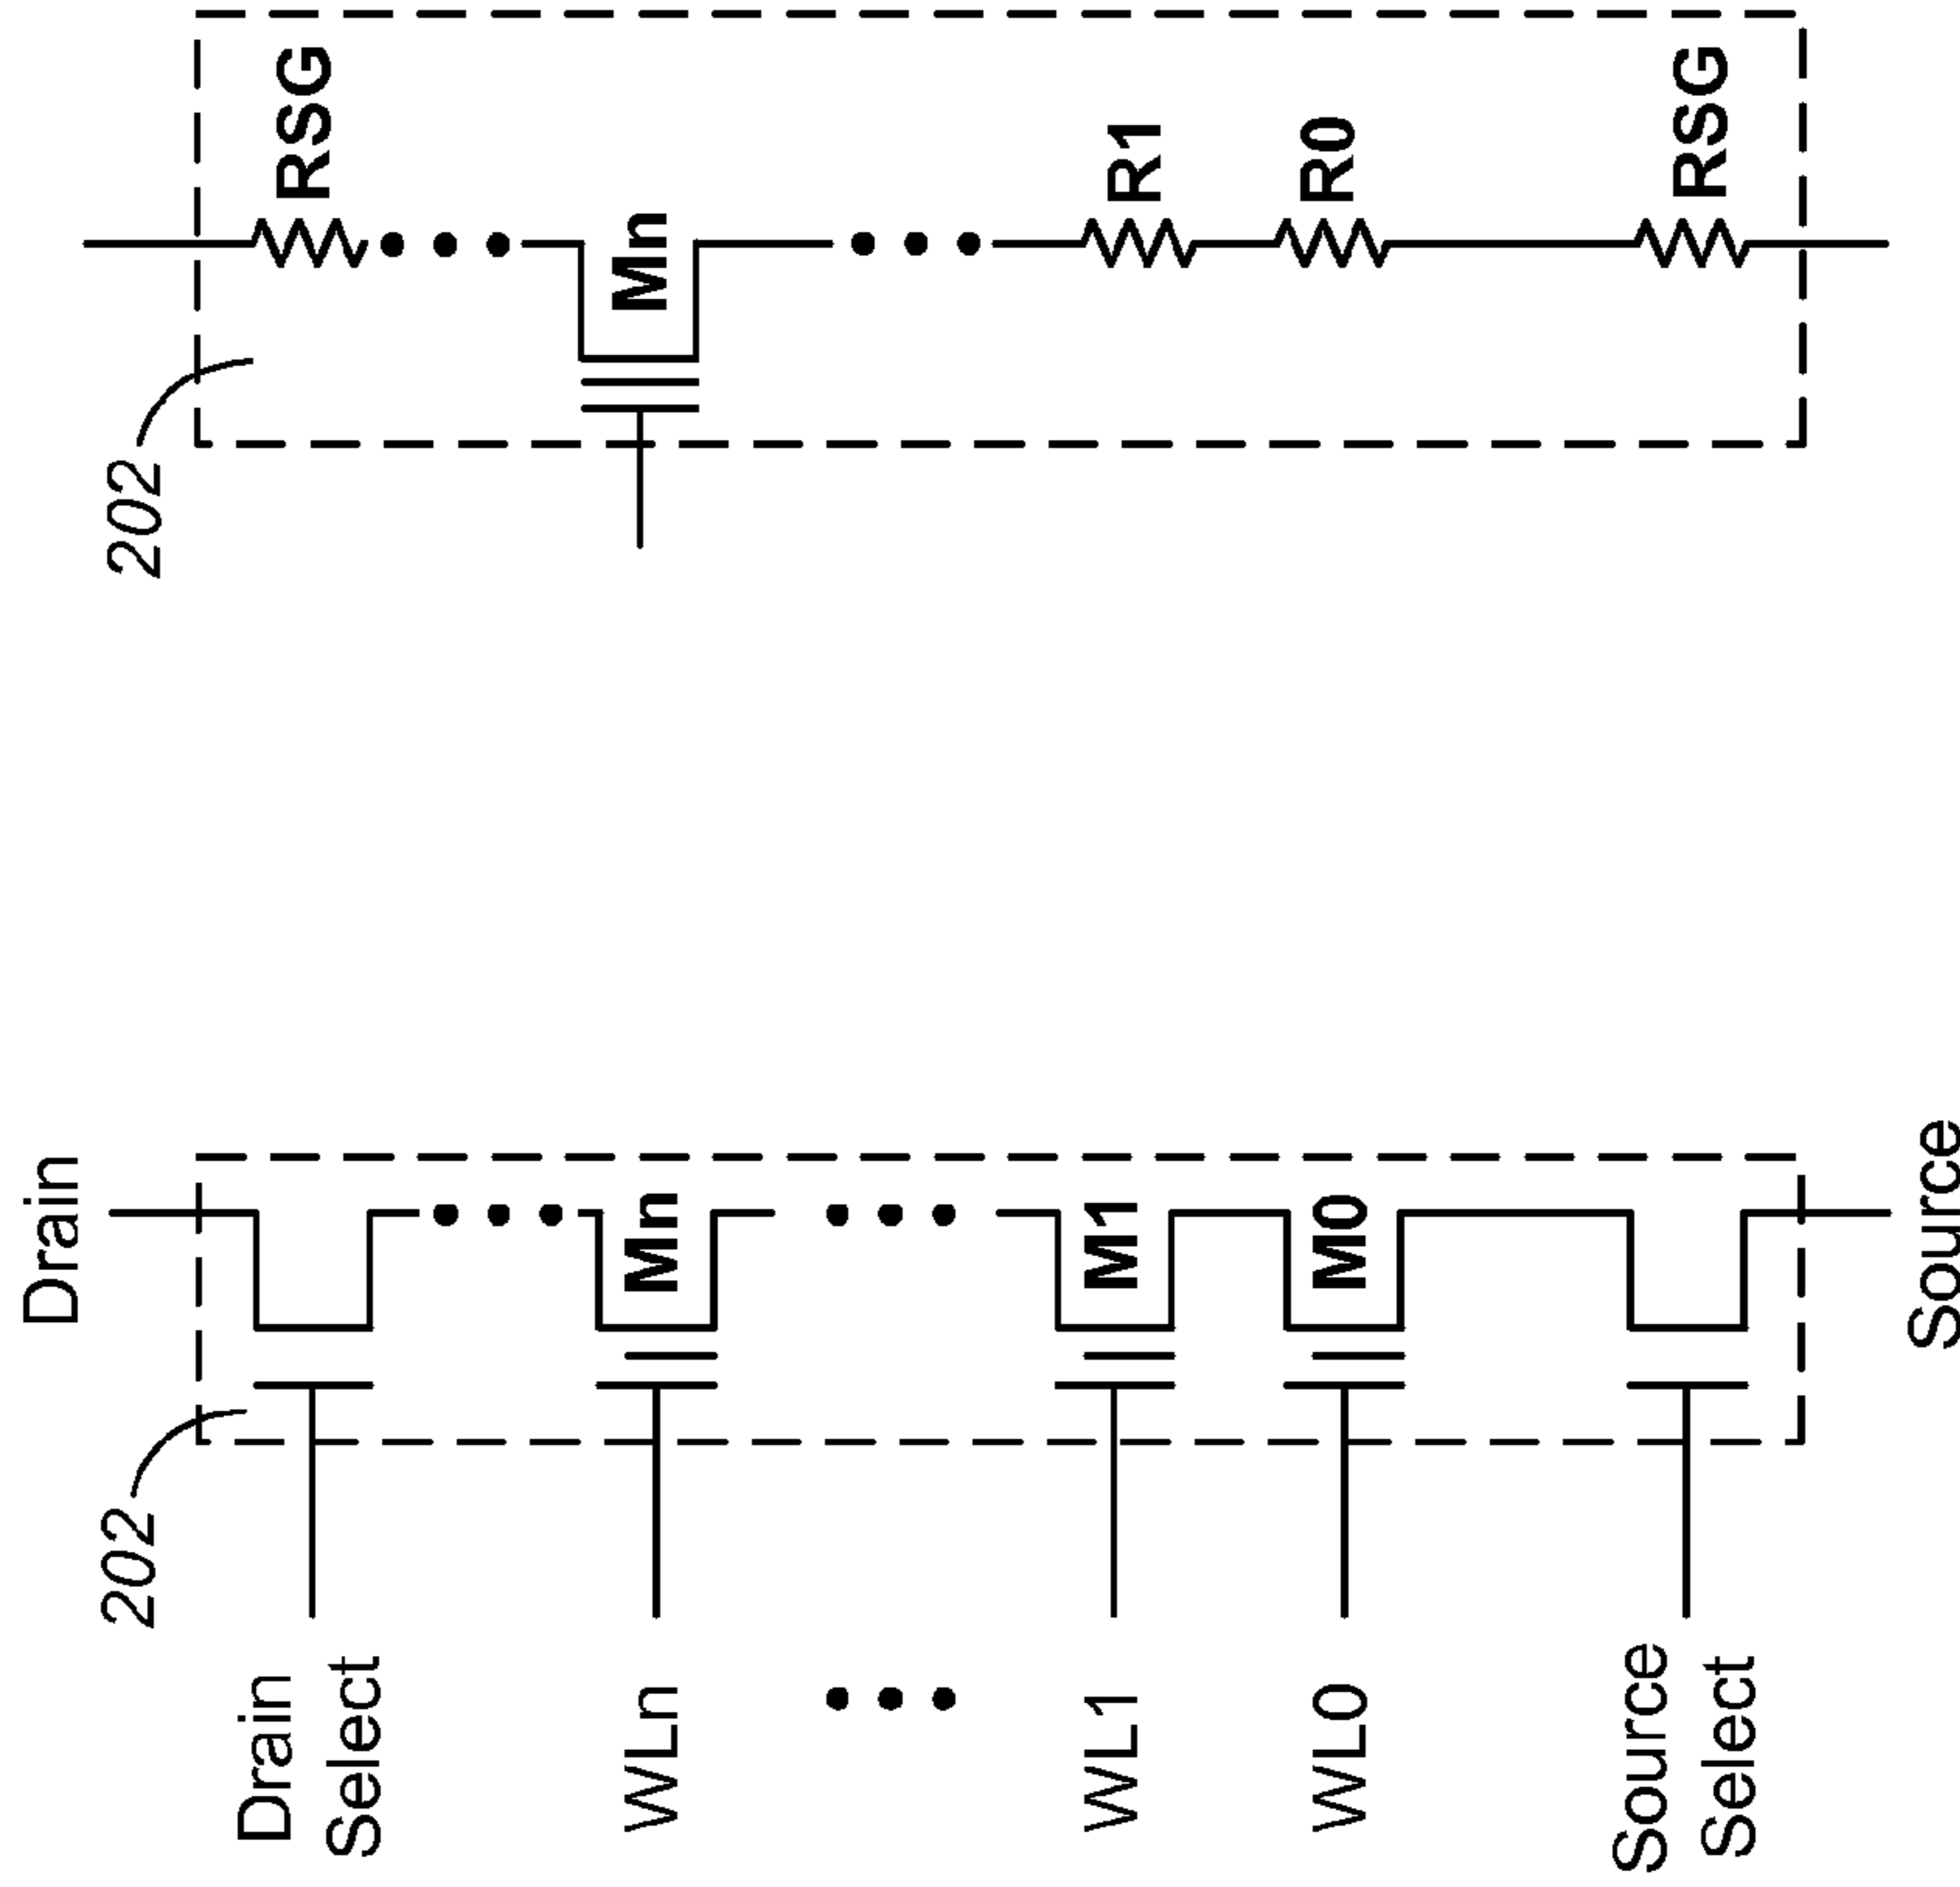 Drain
202
Drain
Select
WLn
Mn
WL1
M1
WL0
M0
Source
Select
Source
202
RSG
Mn
R1
R0
RSG